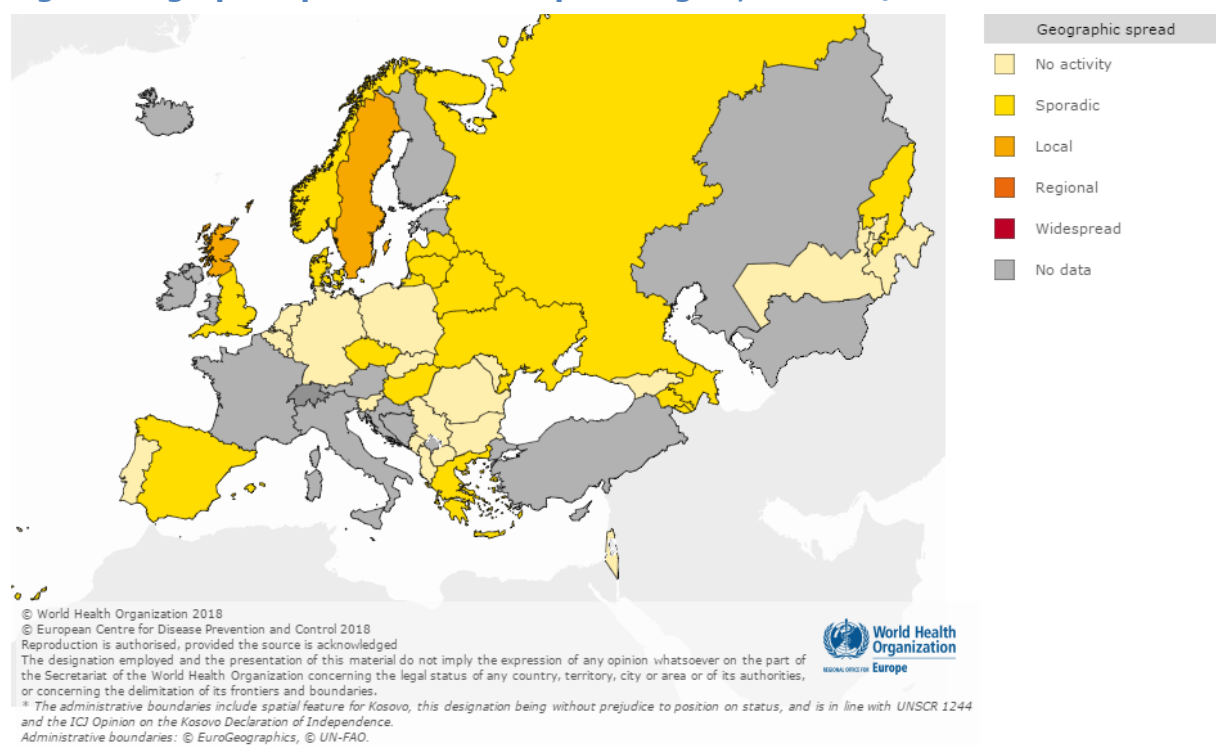 Geographic spread
No activity
Sporadic
Local
Regional
Widespread
No data
© World Health Organization 2018
© European Centre for Disease Prevention and Control 2018
Reproduction is authorised, provided the source is acknowledged
The designation employed and the presentation of this material do not imply the expression of any opinion whatsoever on the part of
the Secretariat of the World Health Organization concerning the legal status of any country, territory, city or area or of its authorities,
or concerning the delimitation of its frontiers and boundaries.
* The administrative boundaries include spatial feature for Kosovo, this designation being without prejudice to position on status, and is in line with UNSCR 1244
and the ICJ Opinion on the Kosovo Declaration of Independence.
Administrative boundaries: © EuroGeographics, © UN-FAO.
World Health
Organization
REGIONAL OFFICE FOR Europe